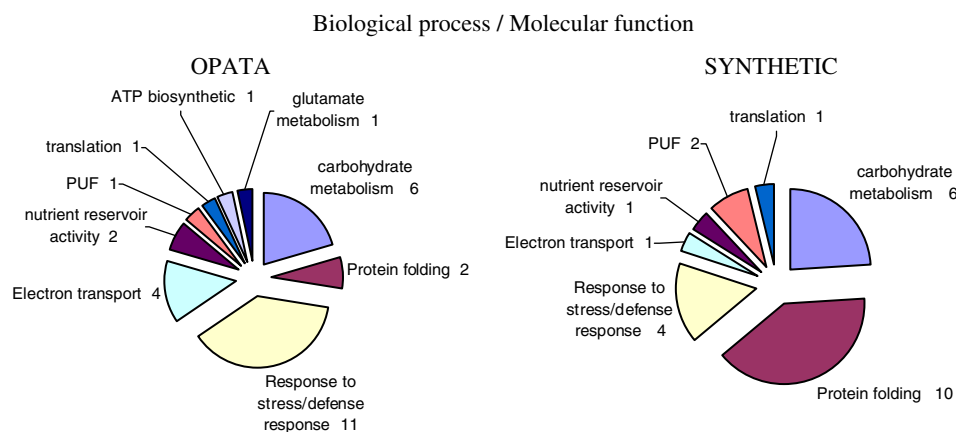 Biological process / Molecular function
OPATA
ATP biosynthetic 1
glutamate
metabolism 1
translation 1
carbohydrate
metabolism 6
PUF 1
nutrient reservoir
activity 2
Protein folding 2
Electron transport 4
Response to
stress/defense
response 11
SYNTHETIC
translation 1
PUF 2
carbohydrate
metabolism 6
nutrient reservoir
activity 1
Electron transport 1
Response to
stress/defense
response 4
Protein folding 10